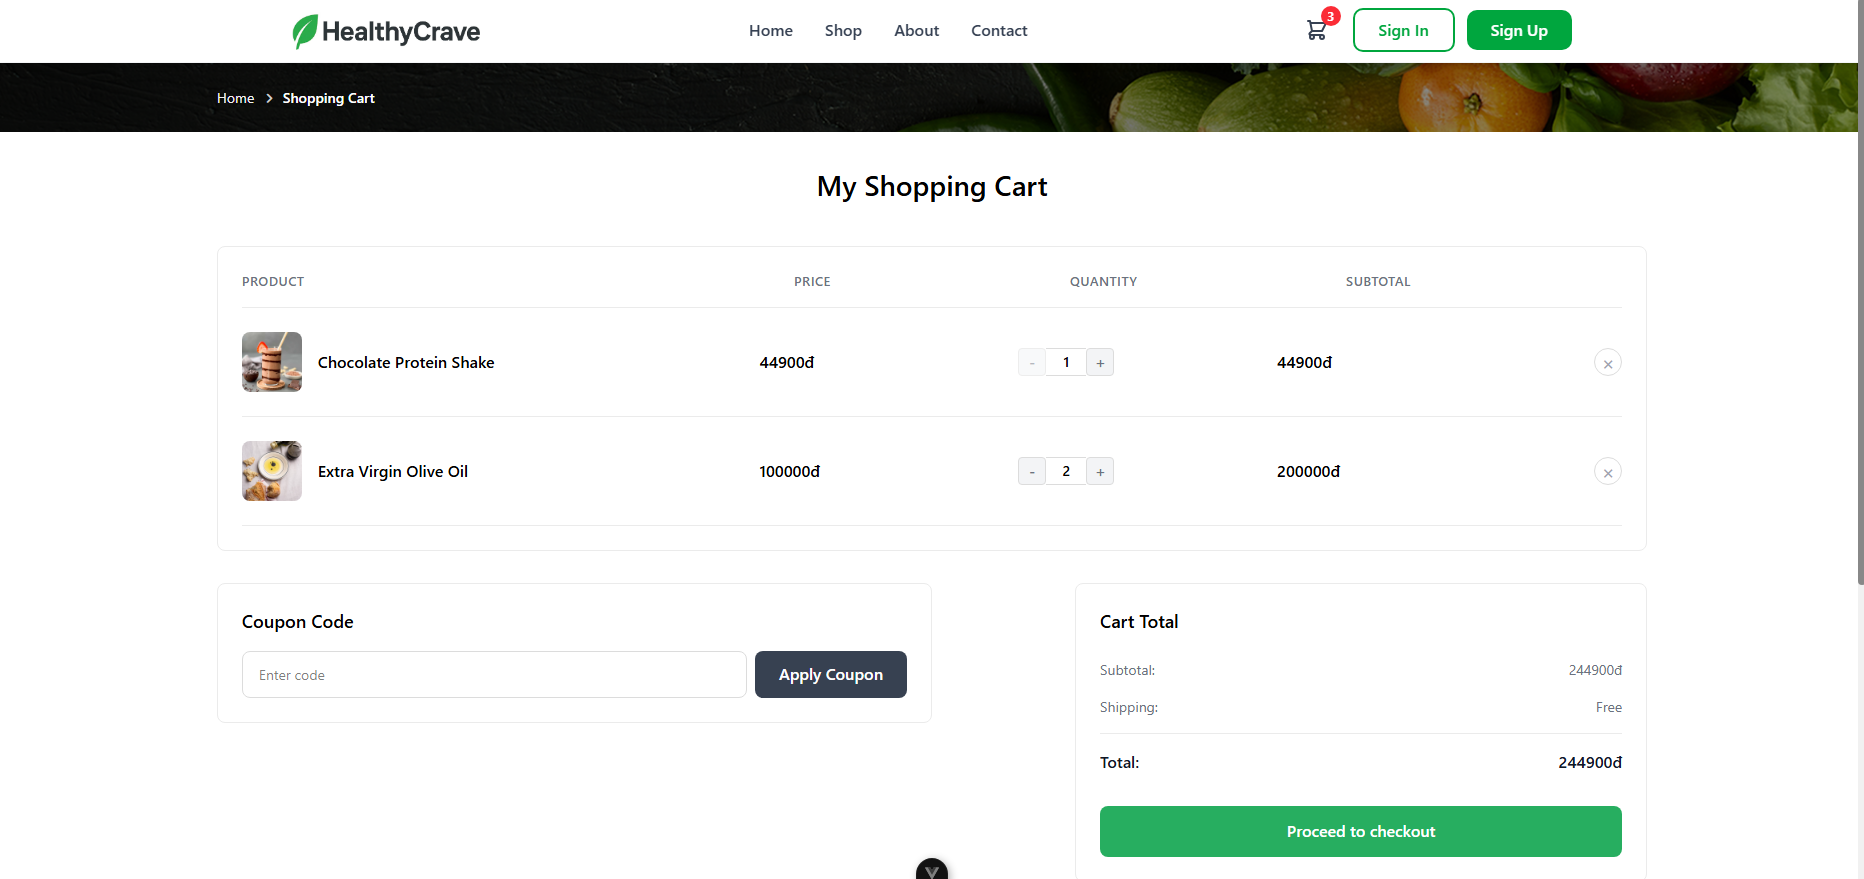 HealthyCrave Home Shop About Contact 3 Sign In Sign Up
Home > Shopping Cart
My Shopping Cart
PRODUCT PRICE QUANTITY SUBTOTAL
Chocolate Protein Shake 44900đ - 1 + 44900đ ×
Extra Virgin Olive Oil 100000đ - 2 + 200000đ ×
Coupon Code
Enter code Apply Coupon
Cart Total
Subtotal: 244900đ
Shipping: Free
Total: 244900đ
Proceed to checkout